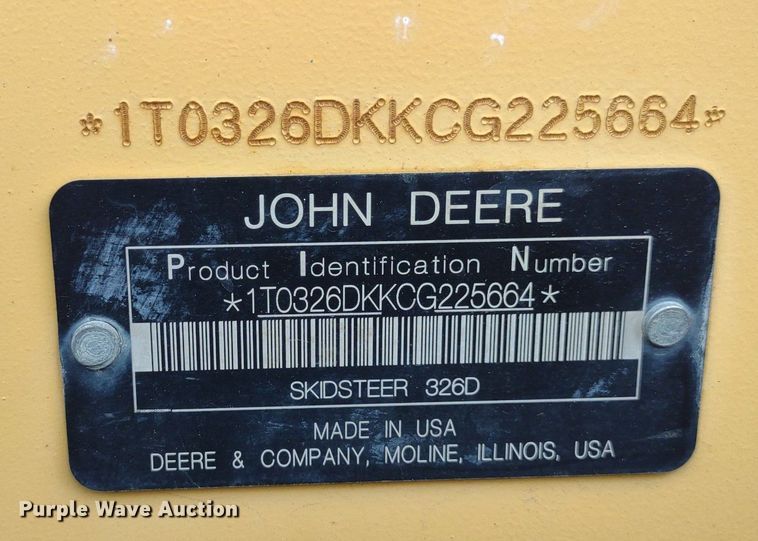 *1T0326DKKCG225664*
JOHN DEERE
Product Identification Number
*1T0326DKKCG225664*
SKIDSTEER 326D
MADE IN USA
DEERE & COMPANY, MOLINE, ILLINOIS, USA
Purple Wave Auction